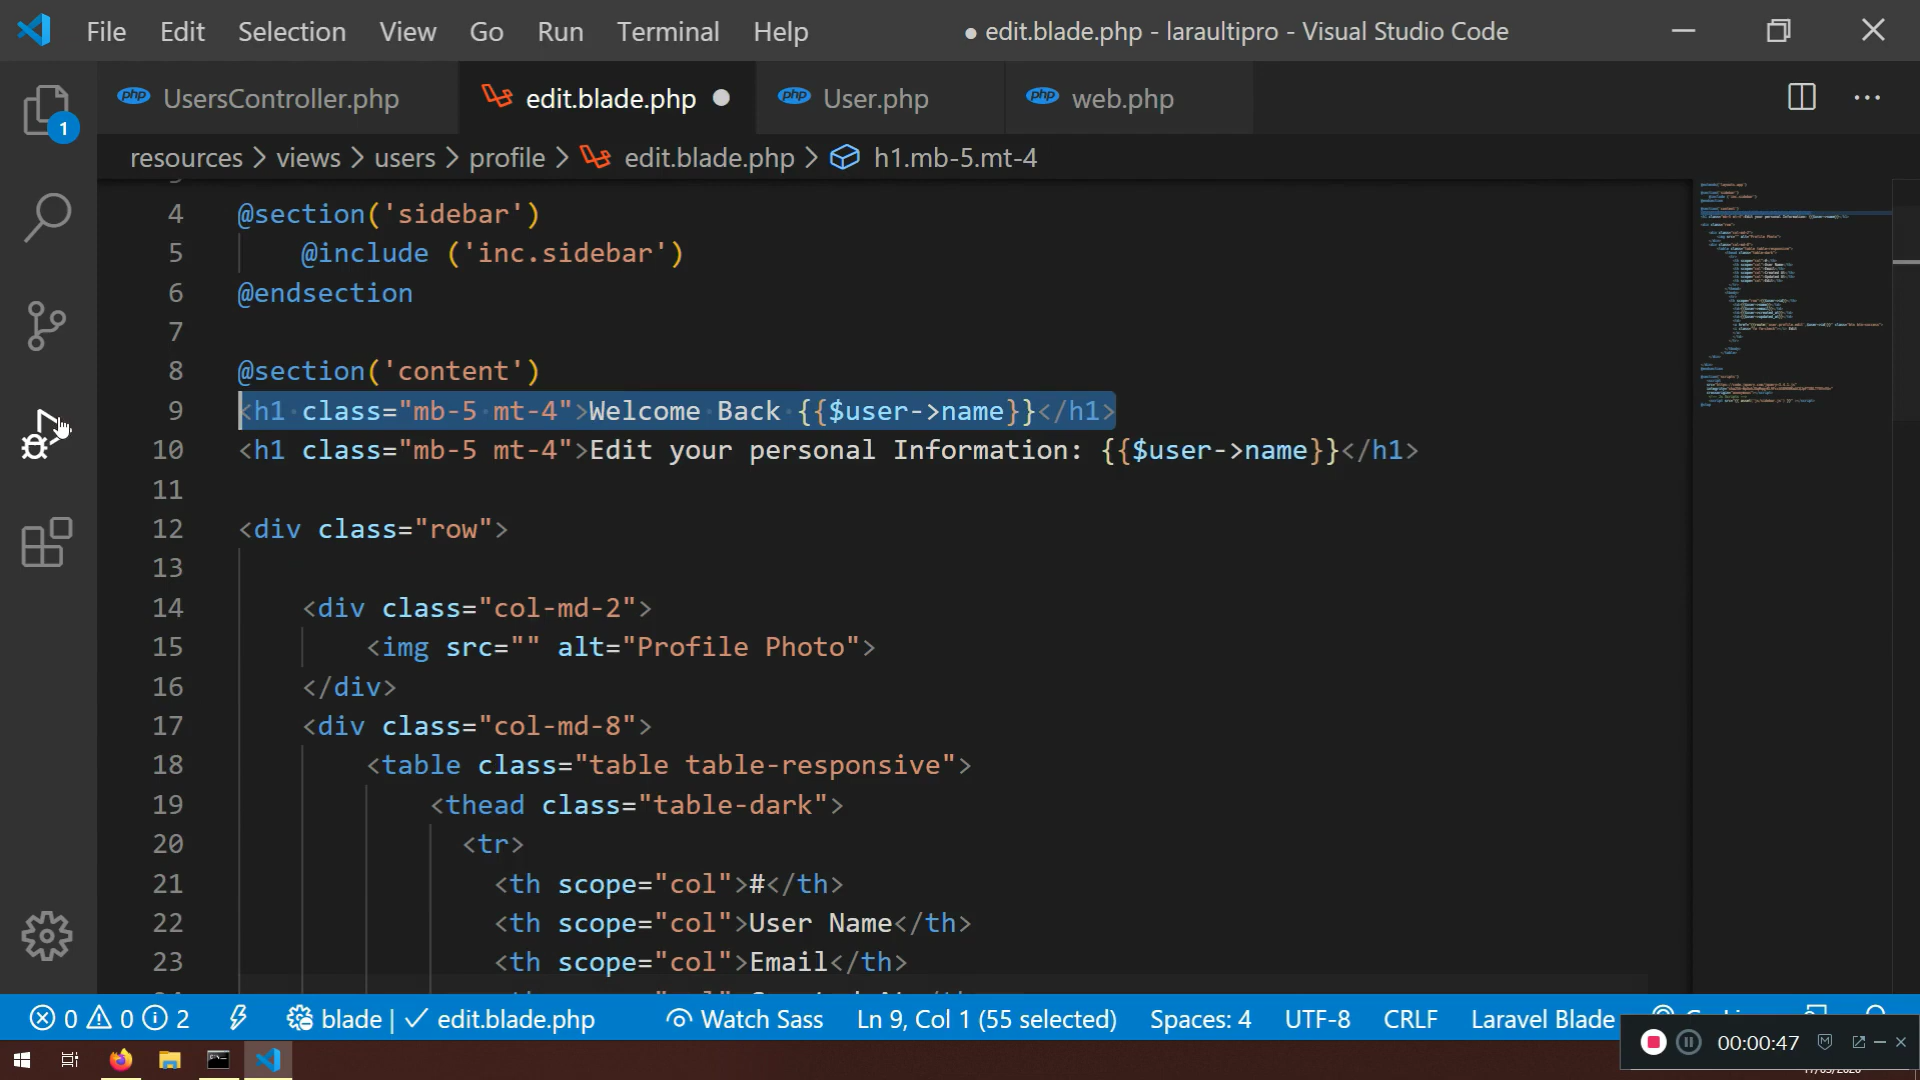 File Edit Selection View Go Run Terminal Help ● edit.blade.php - laraultipro - Visual Studio Code
php UsersController.php edit.blade.php php User.php php web.php
1
resources > views > users > profile > edit.blade.php > h1.mb-5.mt-4
4 @section('sidebar')
5 @include ('inc.sidebar')
6 @endsection
7
8 @section('content')
9 <h1 class="mb-5 mt-4">Welcome Back {{$user->name}}</h1>
10 <h1 class="mb-5 mt-4">Edit your personal Information: {{$user->name}}</h1>
11
12 <div class="row">
13
14 <div class="col-md-2">
15 <img src="" alt="Profile Photo">
16 </div>
17 <div class="col-md-8">
18 <table class="table table-responsive">
19 <thead class="table-dark">
20 <tr>
21 <th scope="col">#</th>
22 <th scope="col">User Name</th>
23 <th scope="col">Email</th>
0 0 2 blade | ✓ edit.blade.php Watch Sass Ln 9, Col 1 (55 selected) Spaces: 4 UTF-8 CRLF Laravel Blade
00:00:47